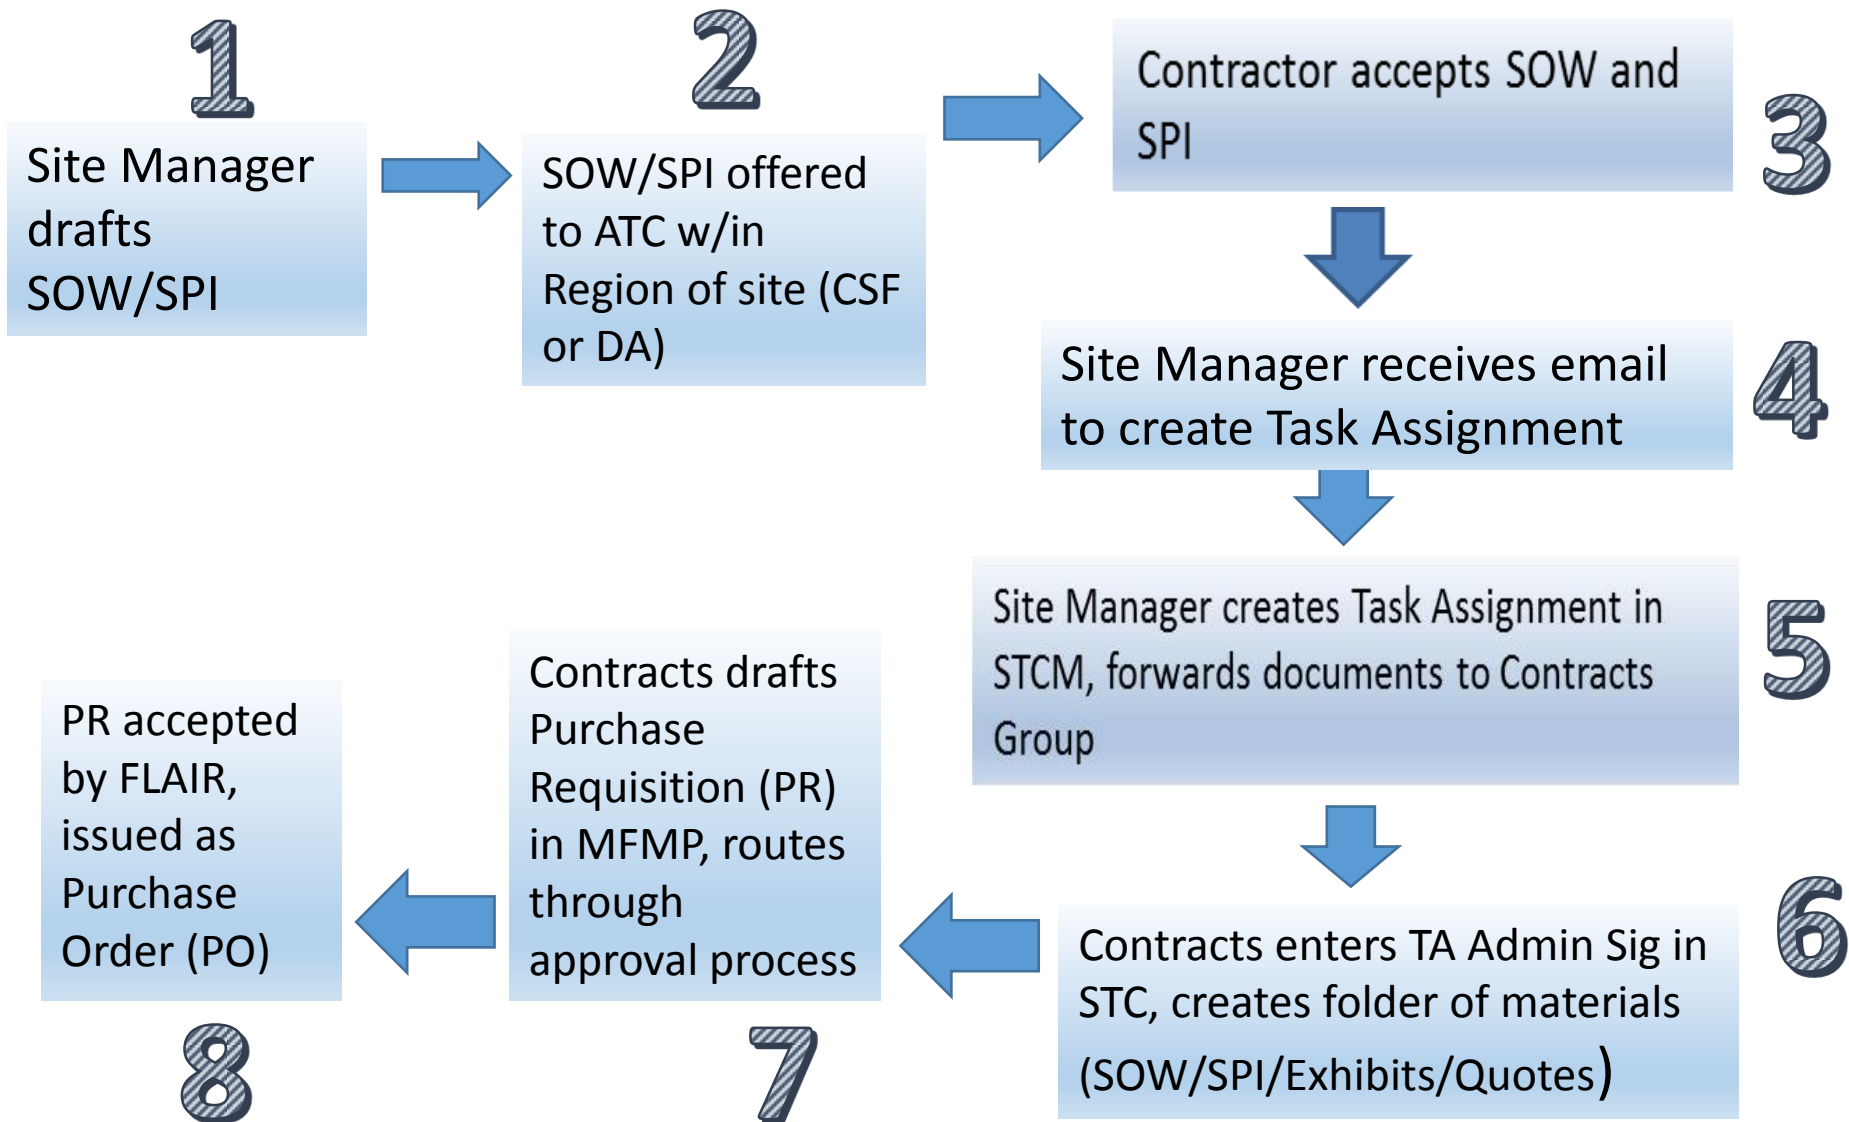 1
Site Manager
drafts
SOW/SPI
2
SOW/SPI offered
to ATC w/in
Region of site (CSF
or DA)
3
Contractor accepts SOW and
SPI
4
Site Manager receives email
to create Task Assignment
5
Site Manager creates Task Assignment in
STCM, forwards documents to Contracts
Group
6
Contracts enters TA Admin Sig in
STC, creates folder of materials
(SOW/SPI/Exhibits/Quotes)
7
Contracts drafts
Purchase
Requisition (PR)
in MFMP, routes
through
approval process
8
PR accepted
by FLAIR,
issued as
Purchase
Order (PO)